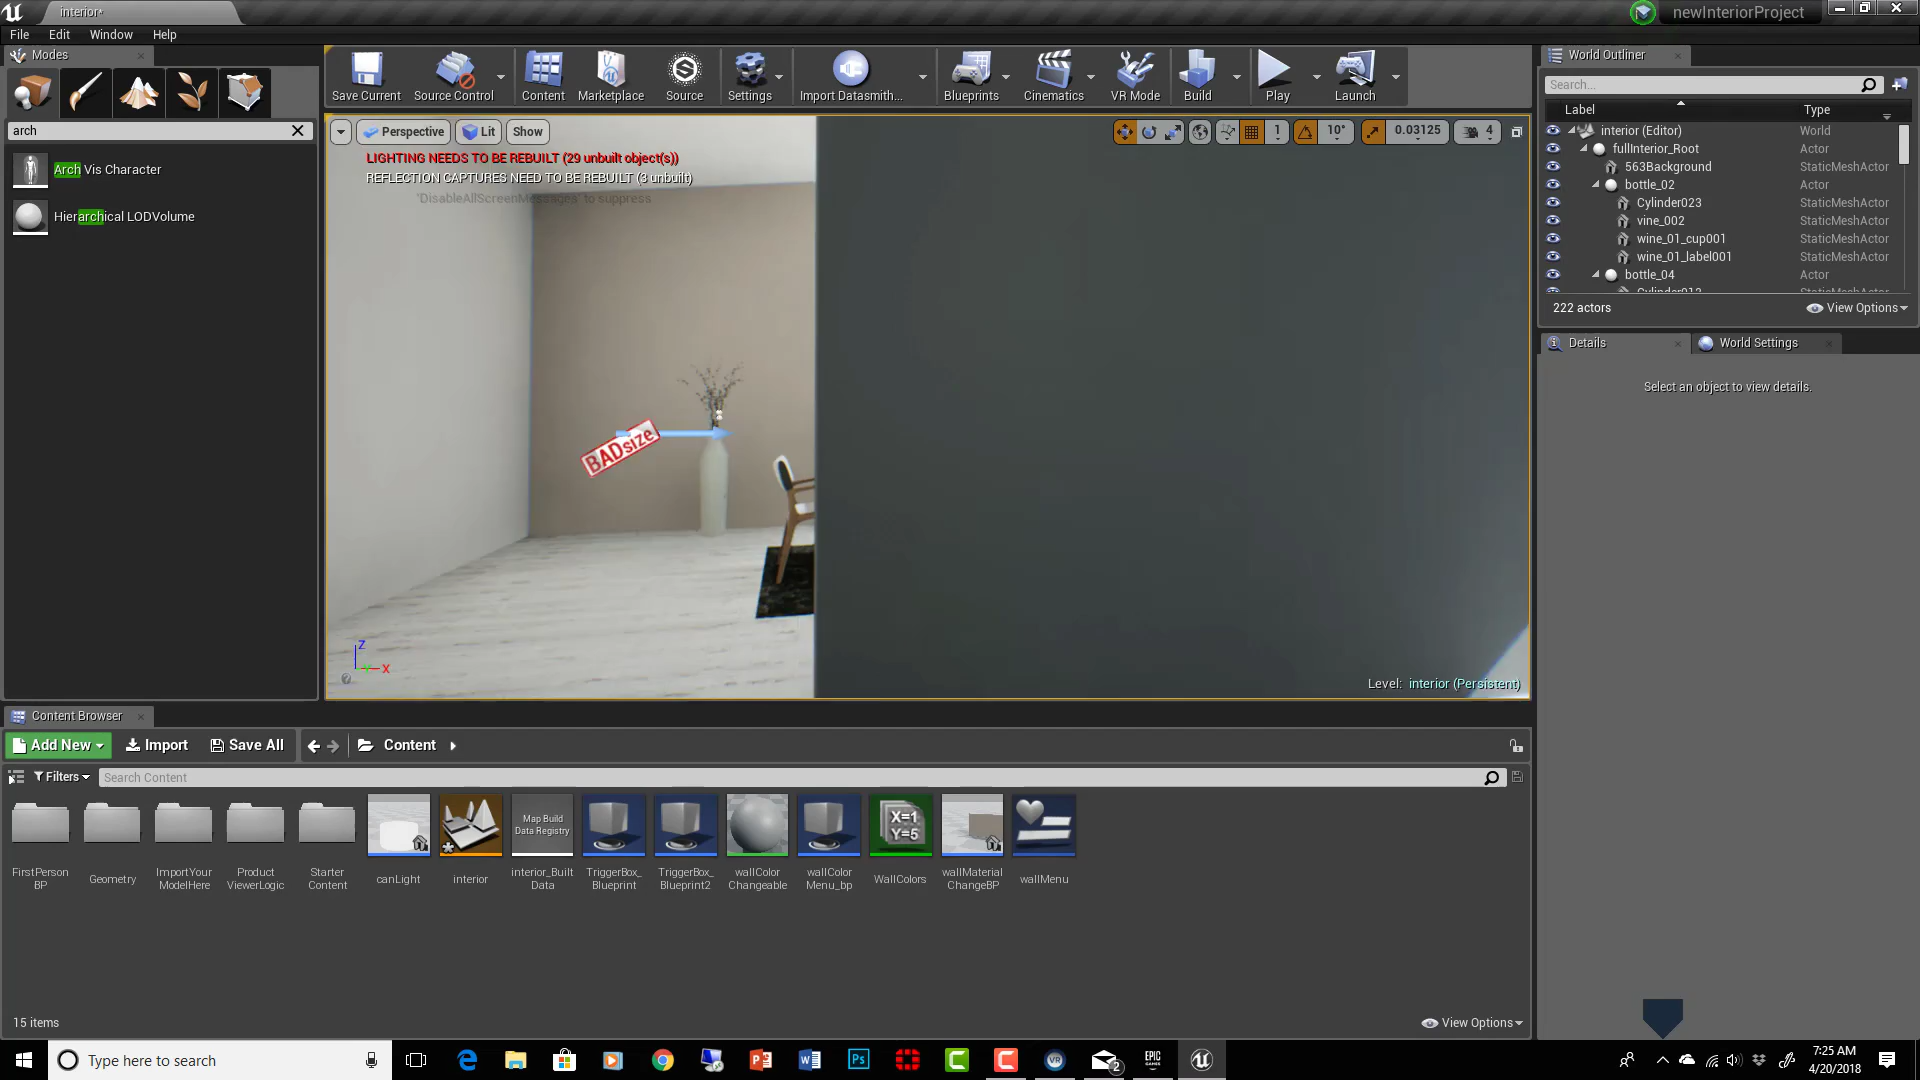 interior*
newInteriorProject
File Edit Window Help
Modes
arch
Arch Vis Character
Hierarchical LODVolume
Save Current
Source Control
Content
Marketplace
Source
Settings
Import Datasmith...
Blueprints
Cinematics
VR Mode
Build
Play
Launch
Perspective
Lit
Show
1
10°
0.03125
4
LIGHTING NEEDS TO BE REBUILT (29 unbuilt object(s))
REFLECTION CAPTURES NEED TO BE REBUILT (3 unbuilt)
'DisableAllScreenMessages' to suppress
BADsize
Z
X
Level: interior (Persistent)
World Outliner
Search...
Label Type
interior (Editor) World
fullInterior_Root Actor
563Background StaticMeshActor
bottle_02 Actor
Cylinder023 StaticMeshActor
vine_002 StaticMeshActor
wine_01_cup001 StaticMeshActor
wine_01_label001 StaticMeshActor
bottle_04 Actor
222 actors
View Options
Details
World Settings
Select an object to view details.
Content Browser
Add New
Import
Save All
Content
Filters
Search Content
Map Build
Data Registry
X=1
Y=5
FirstPerson
BP
Geometry
ImportYour
ModelHere
Product
ViewerLogic
Starter
Content
canLight
interior
interior_Built
Data
TriggerBox_
Blueprint
TriggerBox_
Blueprint2
wallColor
Changeable
wallColor
Menu_bp
WallColors
wallMaterial
ChangeBP
wallMenu
15 items
View Options
Type here to search
VR
2
EPIC
GAMES
7:25 AM
4/20/2018